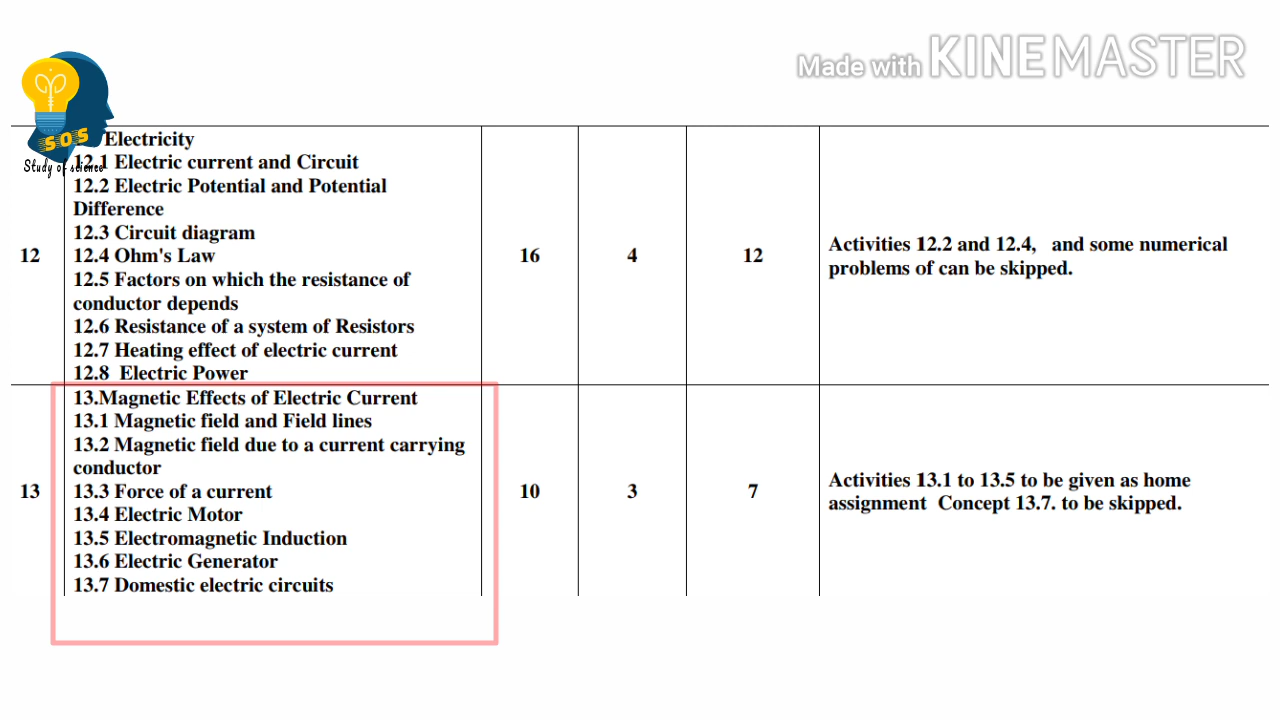 Made with KINEMASTER
SOS
Study of science
Electricity
12.1 Electric current and Circuit
12.2 Electric Potential and Potential
Difference
12.3 Circuit diagram
12.4 Ohm's Law
12.5 Factors on which the resistance of
conductor depends
12.6 Resistance of a system of Resistors
12.7 Heating effect of electric current
12.8 Electric Power
12
16
4
12
Activities 12.2 and 12.4, and some numerical
problems of can be skipped.
13.Magnetic Effects of Electric Current
13.1 Magnetic field and Field lines
13.2 Magnetic field due to a current carrying
conductor
13.3 Force of a current
13.4 Electric Motor
13.5 Electromagnetic Induction
13.6 Electric Generator
13.7 Domestic electric circuits
13
10
3
7
Activities 13.1 to 13.5 to be given as home
assignment Concept 13.7. to be skipped.